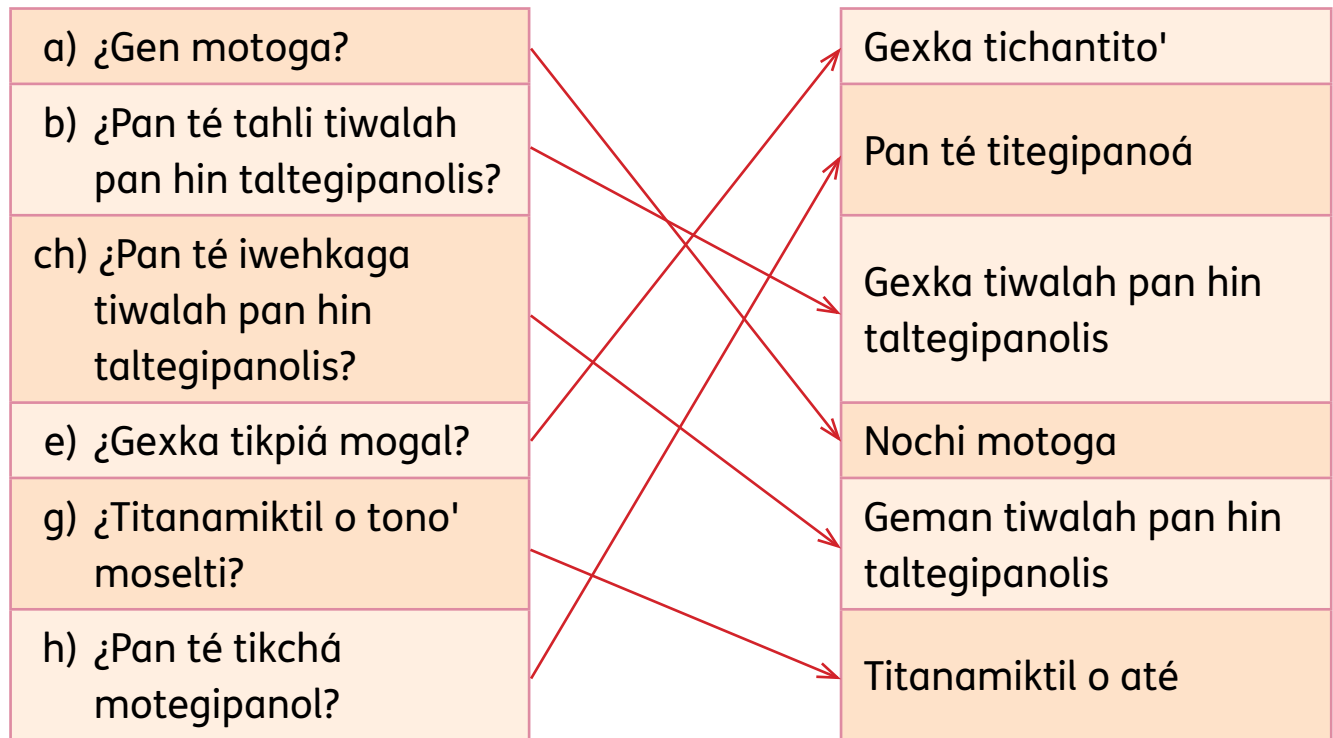 a) ¿Gen motoga?
b) ¿Pan té tahli tiwalah
pan hin taltegipanolis?
ch) ¿Pan té iwehkaga
tiwalah pan hin
taltegipanolis?
e) ¿Gexka tikpiá mogal?
g) ¿Titanamiktil o tono'
moselti?
h) ¿Pan té tikchá
motegipanol?
Gexka tichantito'
Pan té titegipanoá
Gexka tiwalah pan hin
taltegipanolis
Nochi motoga
Geman tiwalah pan hin
taltegipanolis
Titanamiktil o até